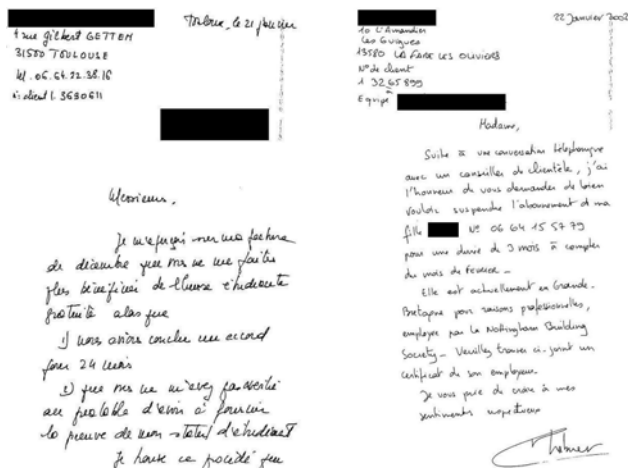 Toulouse, le 21 janvier
4 rue Gilbert GETTEN
31500 TOULOUSE
tel. 06.64.22.38.16
n° client 1.3690611
Monsieur,
Je m'aperçois sur ma facture
de décembre que vous ne me faites
plus bénéficier de l'heure étudiante
gratuite alors que
1) nous avions conclu un accord
pour 24 mois
2) que vous ne m'avez pas averti
au préalable d'avoir à fournir
la preuve de mon statut d'étudiant
Je trouve ce procédé peu
22 Janvier 2002
10 L'Amandier
Les Guigues
13580 LA FARE LES OLIVIERS
N° de client
1 3265899
à
Equipe
Madame,
Suite à une conversation téléphonique
avec un conseiller de clientèle, j'ai
l'honneur de vous demander de bien
vouloir suspendre l'abonnement de ma
fille N° 06 64 15 57 79
pour une durée de 3 mois à compter
du mois de Février _
Elle est actuellement en Grande-
Bretagne pour raisons professionnelles,
employée par la Nottingham Building
Society _ Veuillez trouver ci-joint un
certificat de son employeur.
Je vous prie de croire à mes
sentiments respectueux